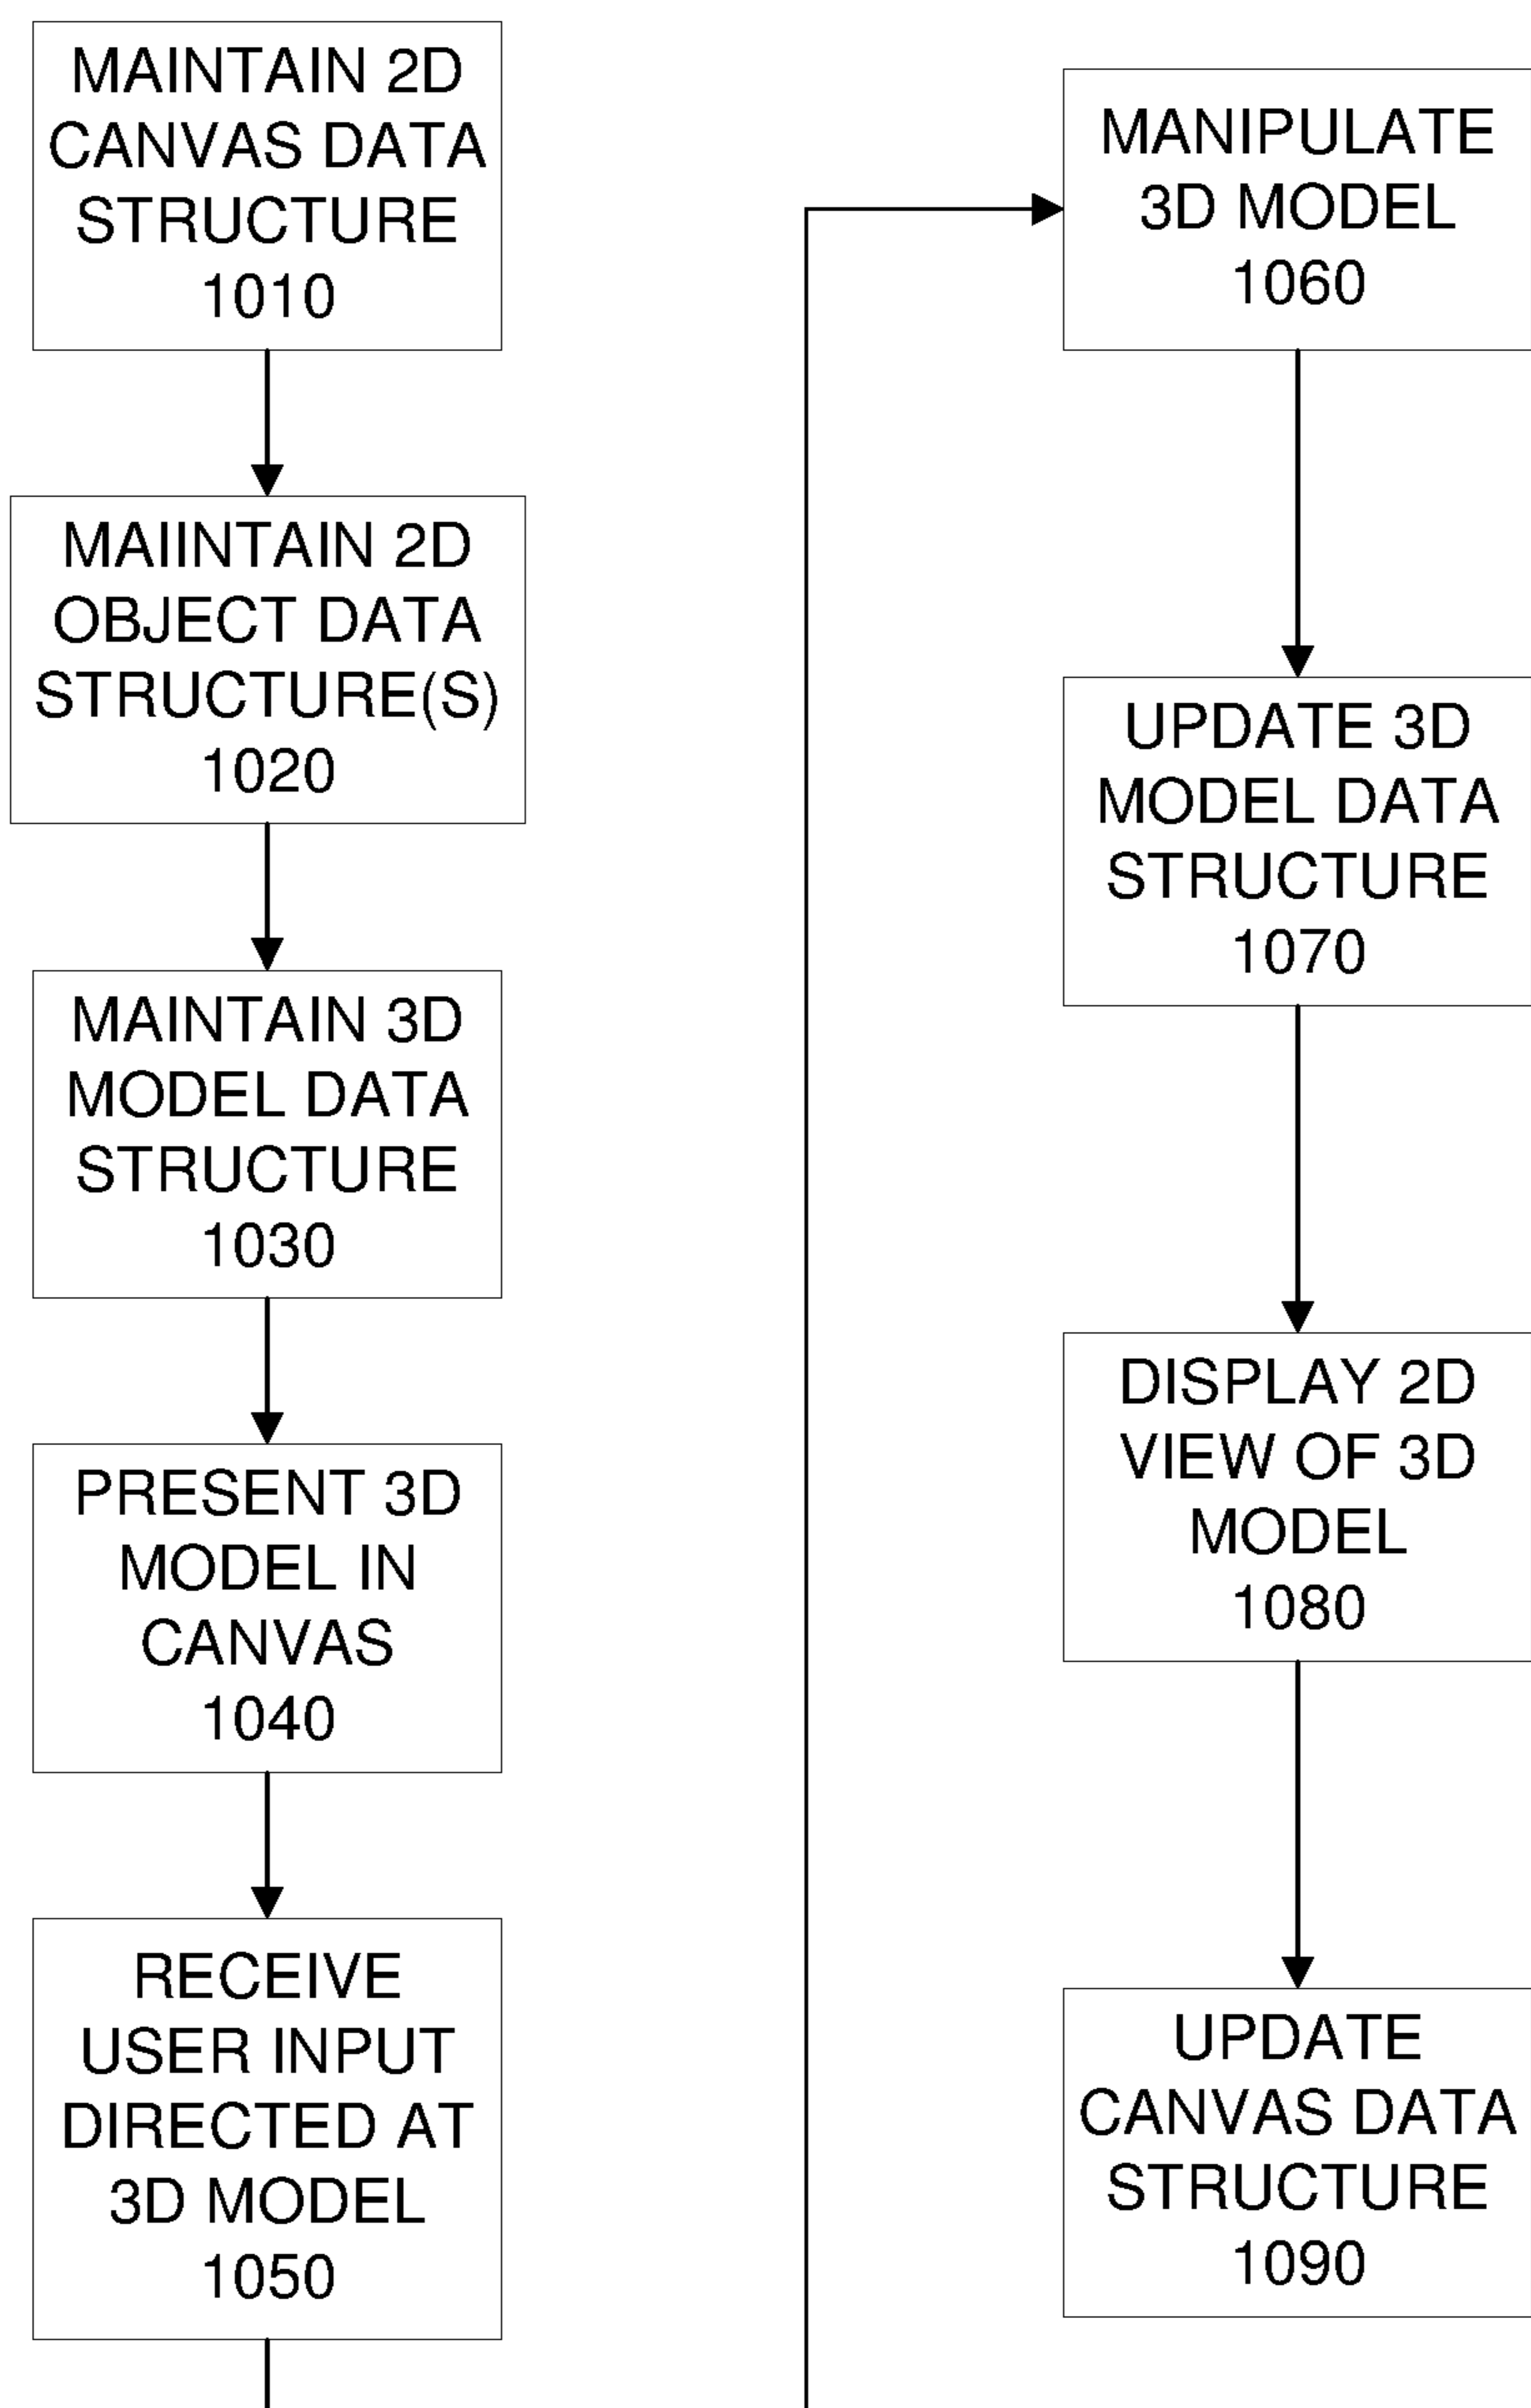 MAINTAIN 2D
CANVAS DATA
STRUCTURE
1010
MAIINTAIN 2D
OBJECT DATA
STRUCTURE(S)
1020
MAINTAIN 3D
MODEL DATA
STRUCTURE
1030
PRESENT 3D
MODEL IN
CANVAS
1040
RECEIVE
USER INPUT
DIRECTED AT
3D MODEL
1050
MANIPULATE
3D MODEL
1060
UPDATE 3D
MODEL DATA
STRUCTURE
1070
DISPLAY 2D
VIEW OF 3D
MODEL
1080
UPDATE
CANVAS DATA
STRUCTURE
1090